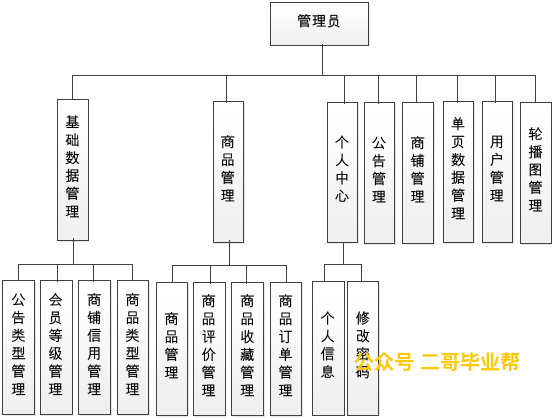 管理员
基础数据管理
商品管理
个人中心
公告管理
商铺管理
单页数据管理
用户管理
轮播图管理
公告类型管理
会员等级管理
商铺信用管理
商品类型管理
商品管理
商品评价管理
商品收藏管理
商品订单管理
个人信息
修改密码
公众号 二哥毕业帮